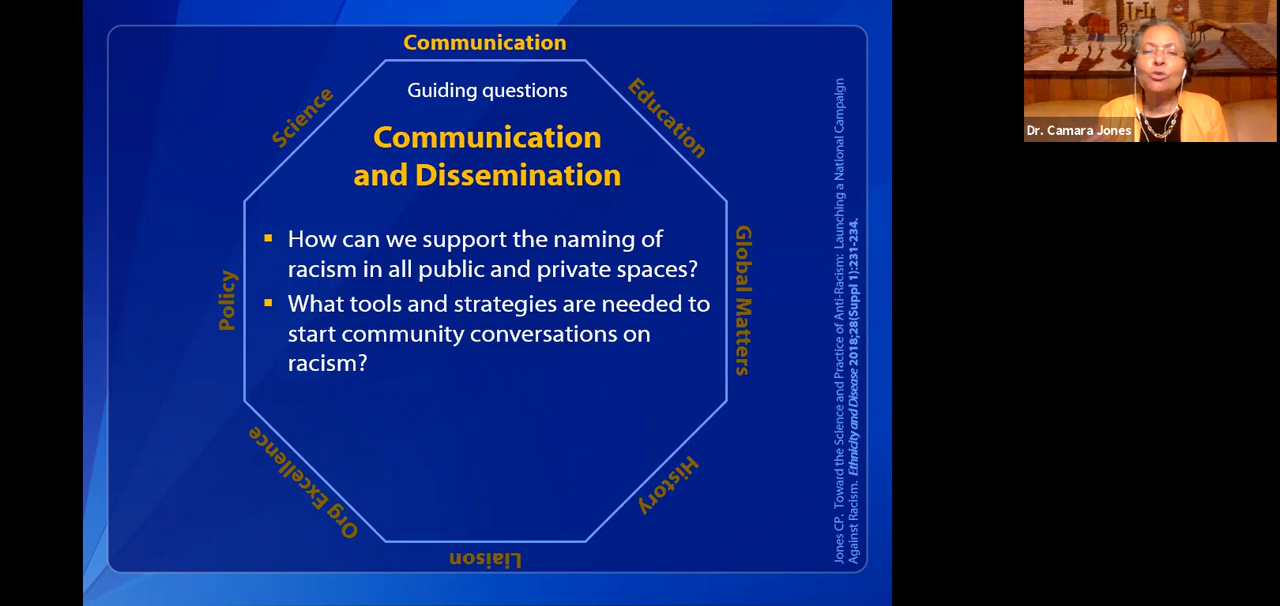 Communication
Science
Education
Guiding questions
Communication
and Dissemination
▪ How can we support the naming of
racism in all public and private spaces?
▪ What tools and strategies are needed to
start community conversations on
racism?
Policy
Global Matters
Org Excellence
History
Liaison
Jones CP. Toward the Science and Practice of Anti-Racism: Launching a National Campaign
Against Racism. Ethnicity and Disease 2018;28(Suppl 1):231-234.
Dr. Camara Jones